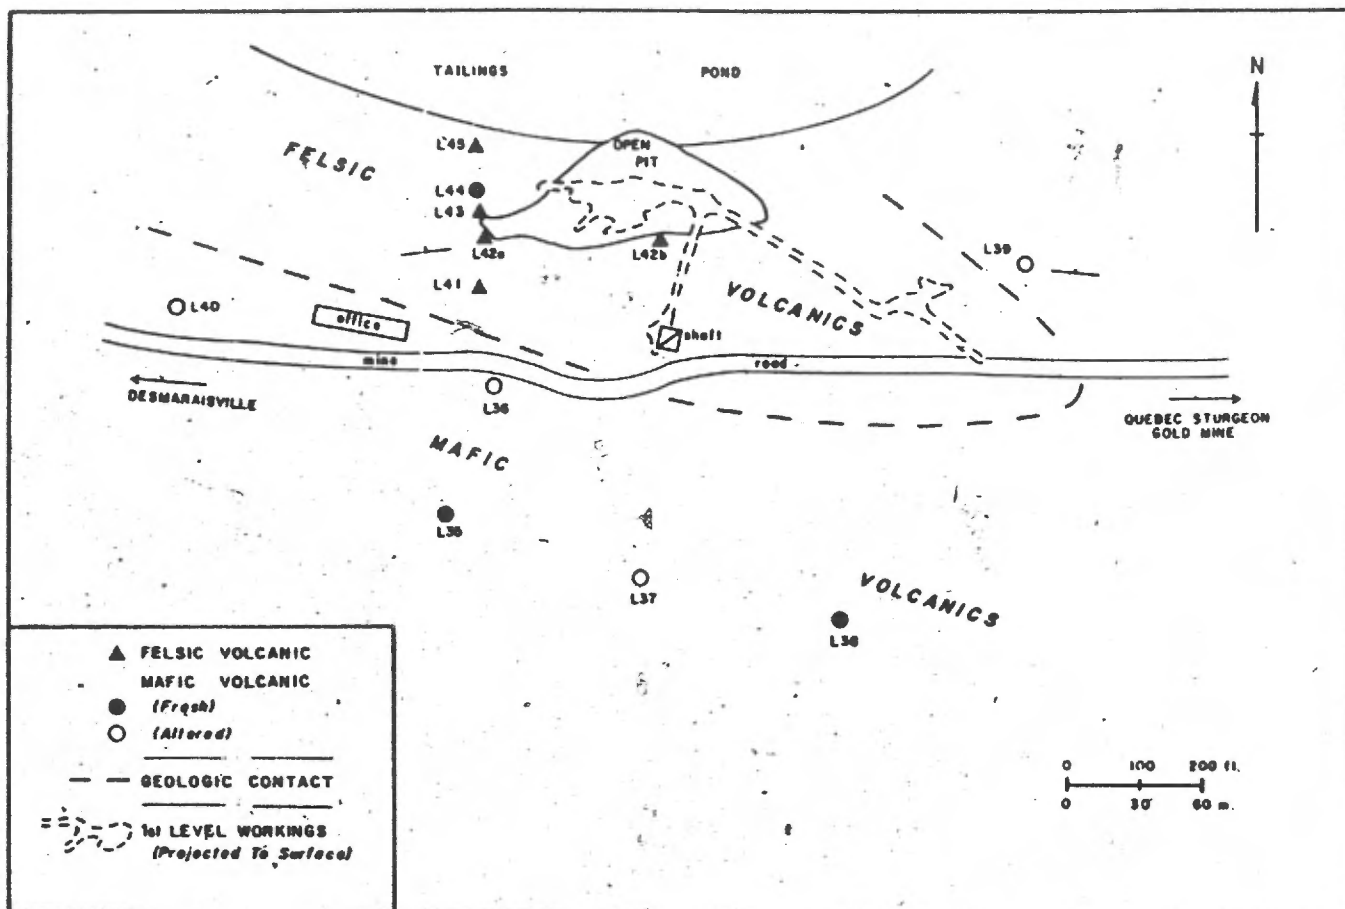 TAILINGS POND
N
OPEN
PIT
FELSIC
L45
L44
L43
L42a
L42b
L39
L41
VOLCANICS
L40
office
shaft
mine road
DESMARAISVILLE
L36
QUEBEC STURGEON
GOLD MINE
MAFIC
L35
L37
VOLCANICS
L38
FELSIC VOLCANIC
MAFIC VOLCANIC
(Fresh)
(Altered)
GEOLOGIC CONTACT
1st LEVEL WORKINGS
(Projected To Surface)
0 100 200 ft.
0 30 60 m.